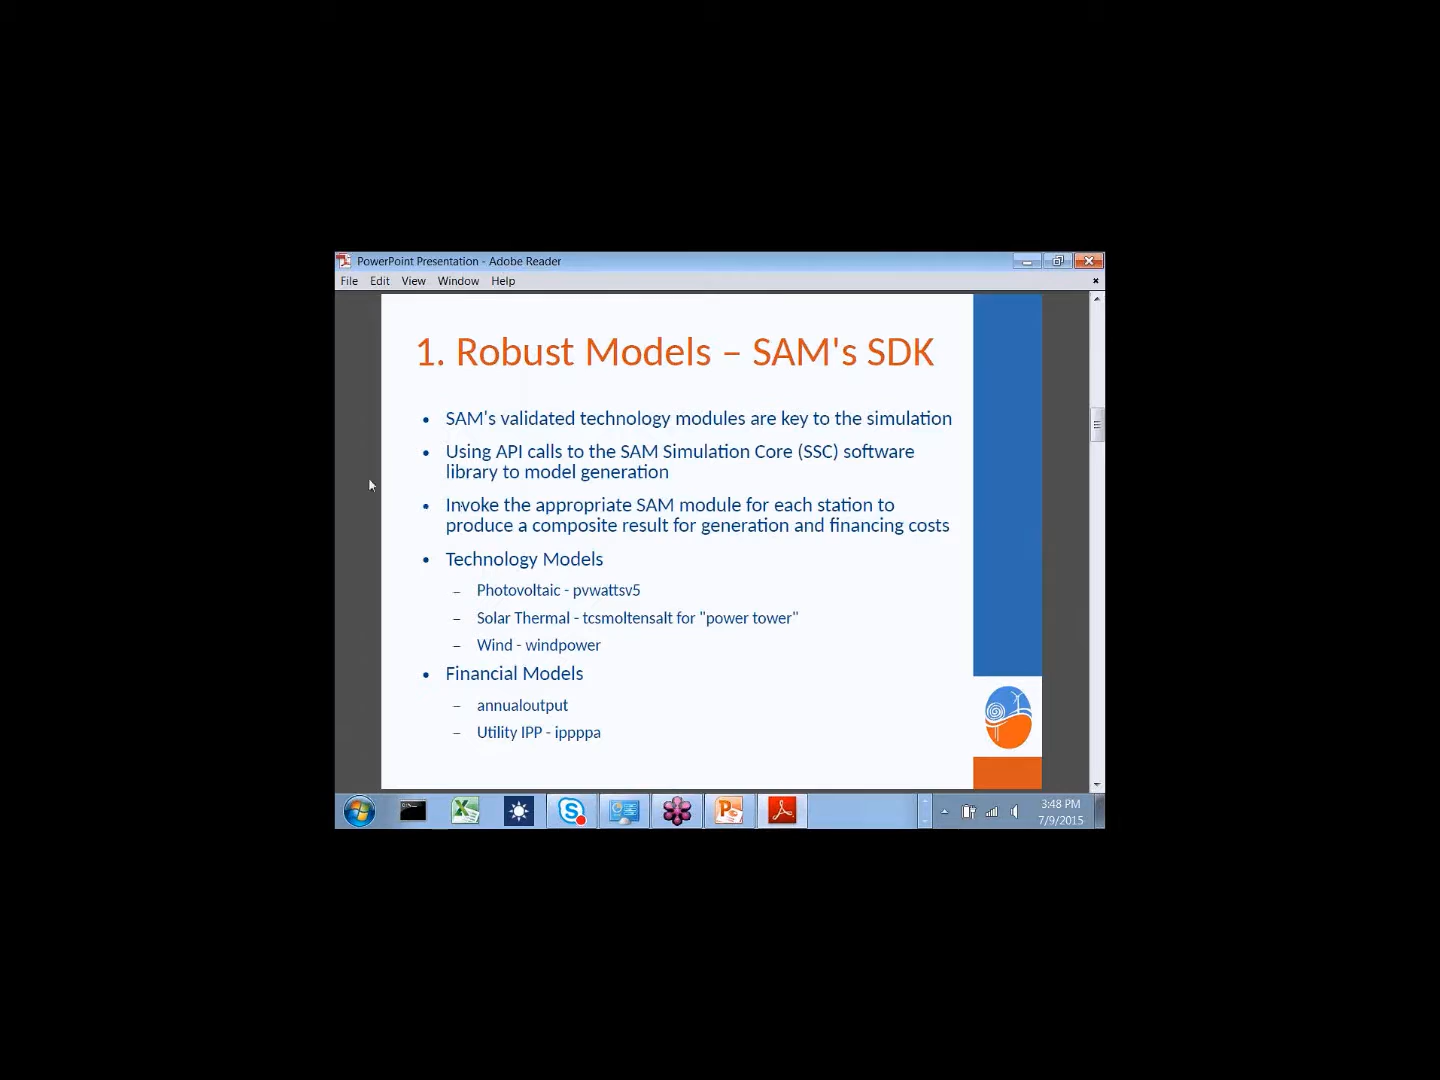 PowerPoint Presentation - Adobe Reader
File Edit View Window Help
1. Robust Models – SAM's SDK
• SAM's validated technology modules are key to the simulation
• Using API calls to the SAM Simulation Core (SSC) software
library to model generation
• Invoke the appropriate SAM module for each station to
produce a composite result for generation and financing costs
• Technology Models
– Photovoltaic - pvwattsv5
– Solar Thermal - tcsmoltensalt for "power tower"
– Wind - windpower
• Financial Models
– annualoutput
– Utility IPP - ippppa
3:48 PM
7/9/2015